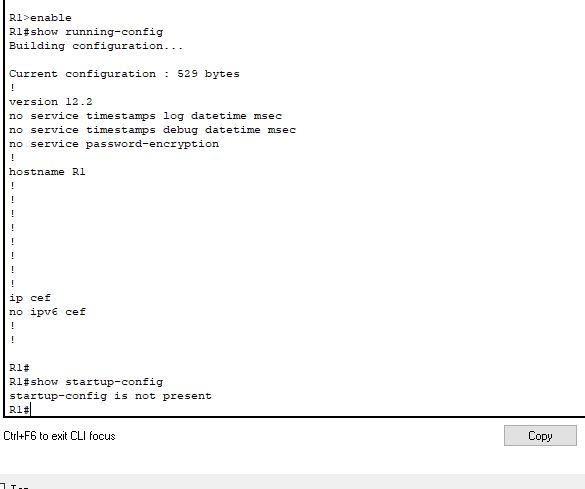 R1>enable
R1#show running-config
Building configuration...
Current configuration : 529 bytes
!
version 12.2
no service timestamps log datetime msec
no service timestamps debug datetime msec
no service password-encryption
!
hostname R1
!
!
!
!
!
!
!
!
ip cef
no ipv6 cef
!
!
R1#
R1#show startup-config
startup-config is not present
R1#
Ctrl+F6 to exit CLI focus
Copy